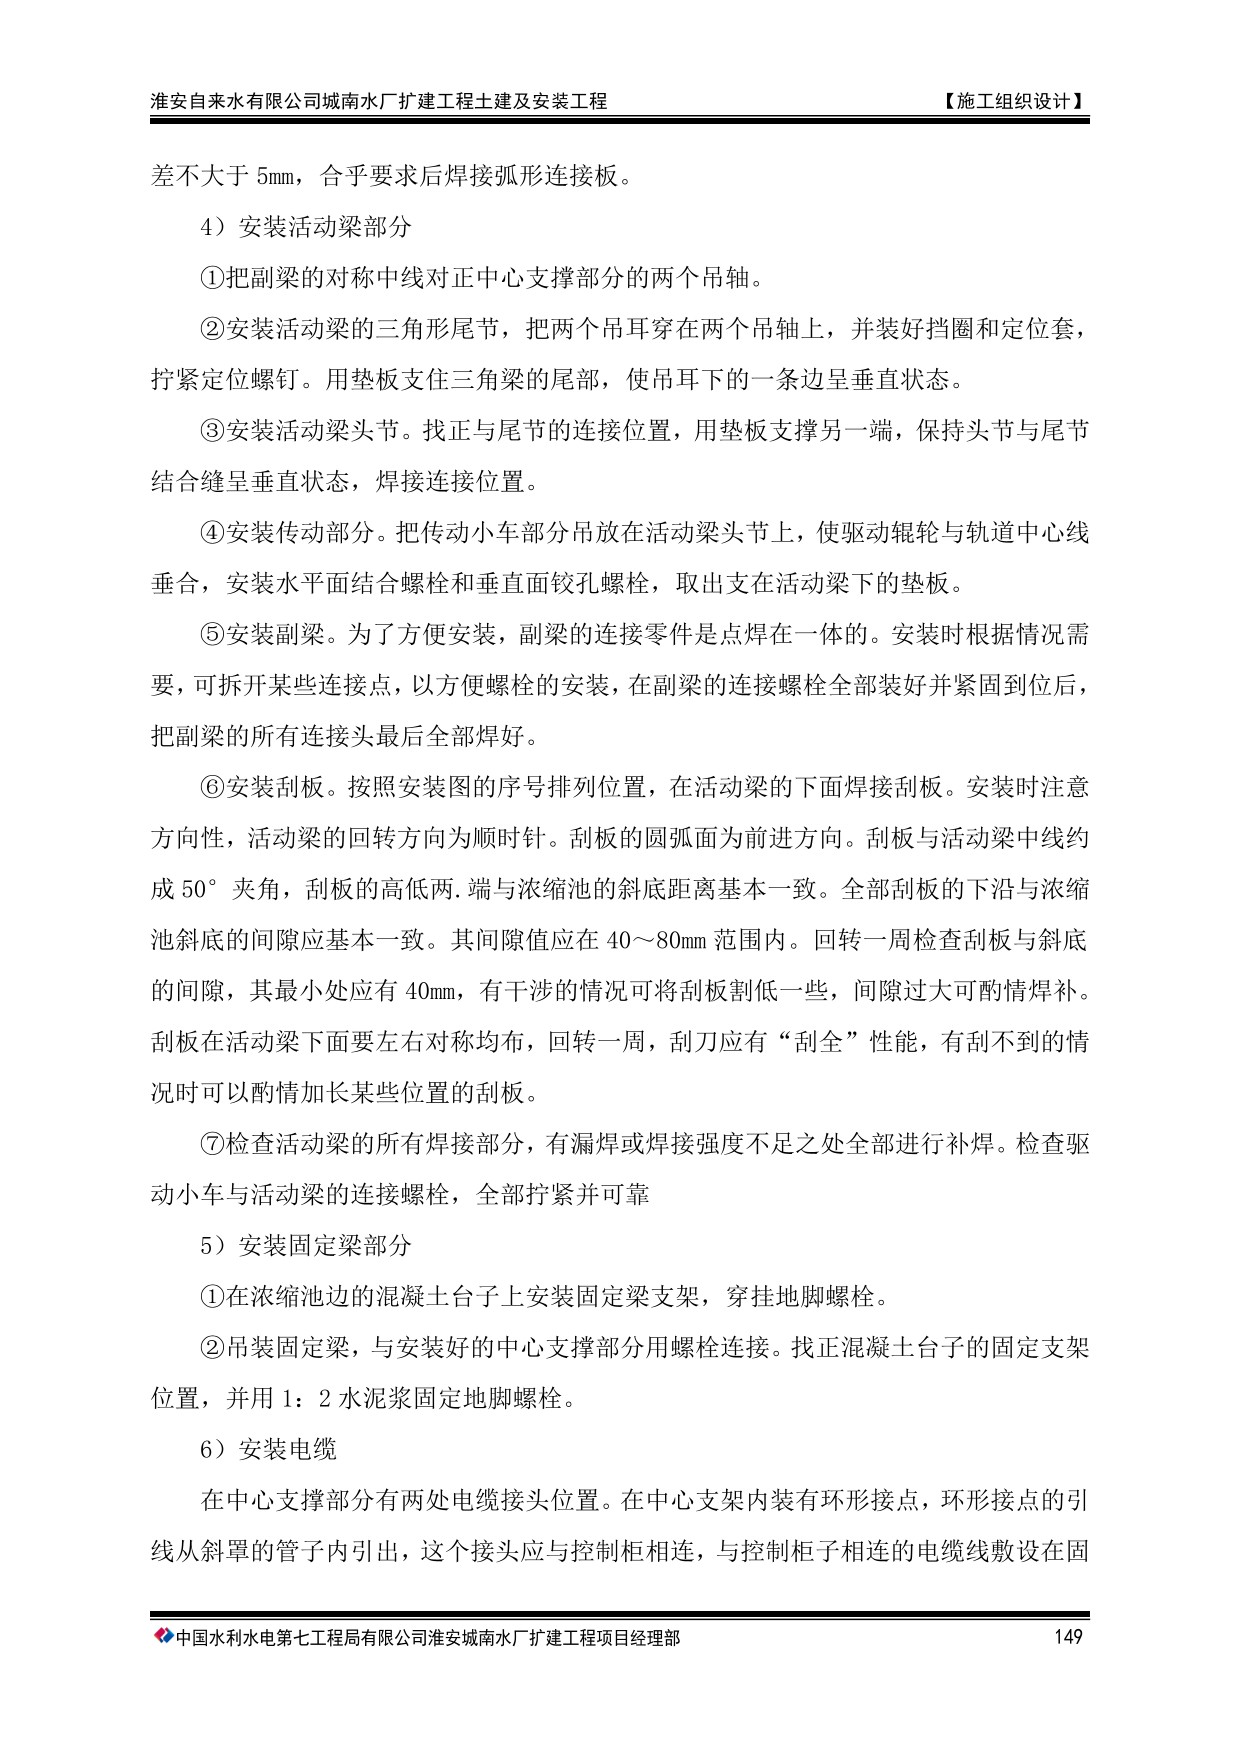 淮安自来水有限公司城南水厂扩建工程土建及安装工程 【施工组织设计】
差不大于 5mm，合乎要求后焊接弧形连接板。
4）安装活动梁部分
①把副梁的对称中线对正中心支撑部分的两个吊轴。
②安装活动梁的三角形尾节，把两个吊耳穿在两个吊轴上，并装好挡圈和定位套，
拧紧定位螺钉。用垫板支住三角梁的尾部，使吊耳下的一条边呈垂直状态。
③安装活动梁头节。找正与尾节的连接位置，用垫板支撑另一端，保持头节与尾节
结合缝呈垂直状态，焊接连接位置。
④安装传动部分。把传动小车部分吊放在活动梁头节上，使驱动辊轮与轨道中心线
垂合，安装水平面结合螺栓和垂直面铰孔螺栓，取出支在活动梁下的垫板。
⑤安装副梁。为了方便安装，副梁的连接零件是点焊在一体的。安装时根据情况需
要，可拆开某些连接点，以方便螺栓的安装，在副梁的连接螺栓全部装好并紧固到位后，
把副梁的所有连接头最后全部焊好。
⑥安装刮板。按照安装图的序号排列位置，在活动梁的下面焊接刮板。安装时注意
方向性，活动梁的回转方向为顺时针。刮板的圆弧面为前进方向。刮板与活动梁中线约
成 50°夹角，刮板的高低两.端与浓缩池的斜底距离基本一致。全部刮板的下沿与浓缩
池斜底的间隙应基本一致。其间隙值应在 40～80mm 范围内。回转一周检查刮板与斜底
的间隙，其最小处应有 40mm，有干涉的情况可将刮板割低一些，间隙过大可酌情焊补。
刮板在活动梁下面要左右对称均布，回转一周，刮刀应有“刮全”性能，有刮不到的情
况时可以酌情加长某些位置的刮板。
⑦检查活动梁的所有焊接部分，有漏焊或焊接强度不足之处全部进行补焊。检查驱
动小车与活动梁的连接螺栓，全部拧紧并可靠
5）安装固定梁部分
①在浓缩池边的混凝土台子上安装固定梁支架，穿挂地脚螺栓。
②吊装固定梁，与安装好的中心支撑部分用螺栓连接。找正混凝土台子的固定支架
位置，并用 1：2 水泥浆固定地脚螺栓。
6）安装电缆
在中心支撑部分有两处电缆接头位置。在中心支架内装有环形接点，环形接点的引
线从斜罩的管子内引出，这个接头应与控制柜相连，与控制柜子相连的电缆线敷设在固
中国水利水电第七工程局有限公司淮安城南水厂扩建工程项目经理部 149